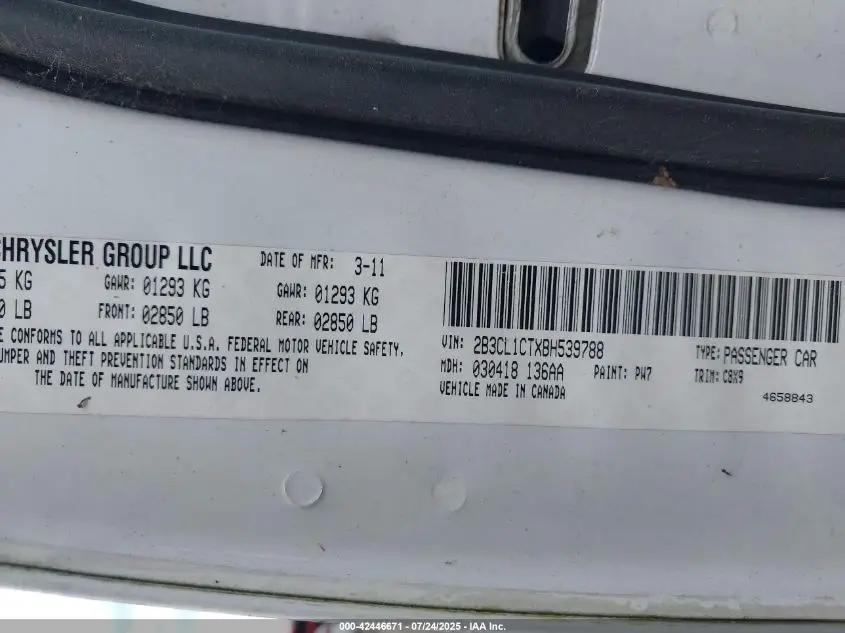 CHRYSLER GROUP LLC DATE OF MFR: 3-11
5 KG GAWR: 01293 KG GAWR: 01293 KG
0 LB FRONT: 02850 LB REAR: 02850 LB
E CONFORMS TO ALL APPLICABLE U.S.A. FEDERAL MOTOR VEHICLE SAFETY,
UMPER AND THEFT PREVENTION STANDARDS IN EFFECT ON
THE DATE OF MANUFACTURE SHOWN ABOVE.
VIN: 2B3CL1CTXBH539788 TYPE: PASSENGER CAR
MDH: 030418 136AA PAINT: PW7 TRIM: C8X9
VEHICLE MADE IN CANADA 4658843
000-42446671 - 07/24/2025 - IAA Inc.